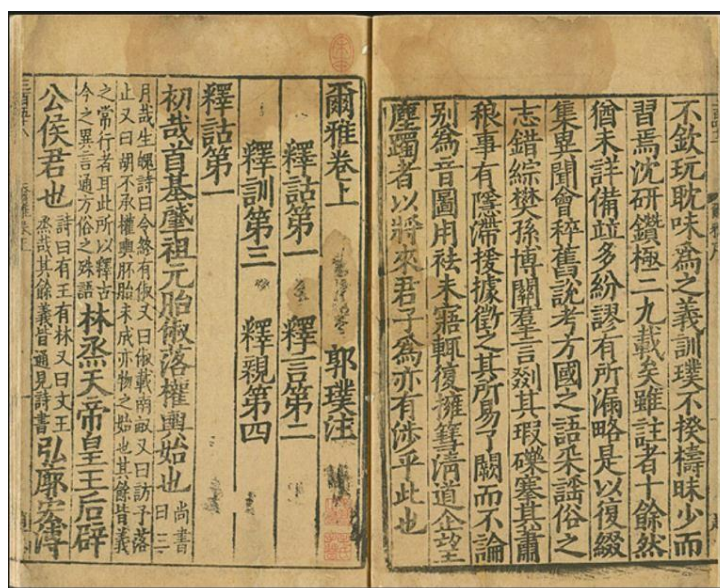 不欽玩耽味爲之義訓璞不揆檮昧少而
習焉沈研鑽極二九載矣雖註者十餘然
猶未詳備竝多紛謬有所漏略是以復綴
集異聞會稡舊說考方國之語采謠俗之
志錯綜樊孫博關羣言剟其瑕礫搴其蕭
稂事有隱滯援據徵之其所易了闕而不論
别爲音圖用袪未寤輒復擁篲清道企望
塵躅者以將來君子爲亦有涉乎此也
爾雅卷上
郭璞注
釋詁第一 釋言第二
釋訓第三 釋親第四
釋詁第一
初哉首基肇祖元胎俶落權輿始也 尚書曰三
月哉生魄詩曰令終有俶又曰俶載南畝又曰訪予落
止又曰胡不承權輿胚胎未成亦物之始也其餘皆義
之常行者耳此所以釋古
今之異言通方俗之殊語 林烝天帝皇王后辟
公侯君也 詩曰有王有林又曰文王烝哉其餘義皆通見詩書 弘廓宏溥